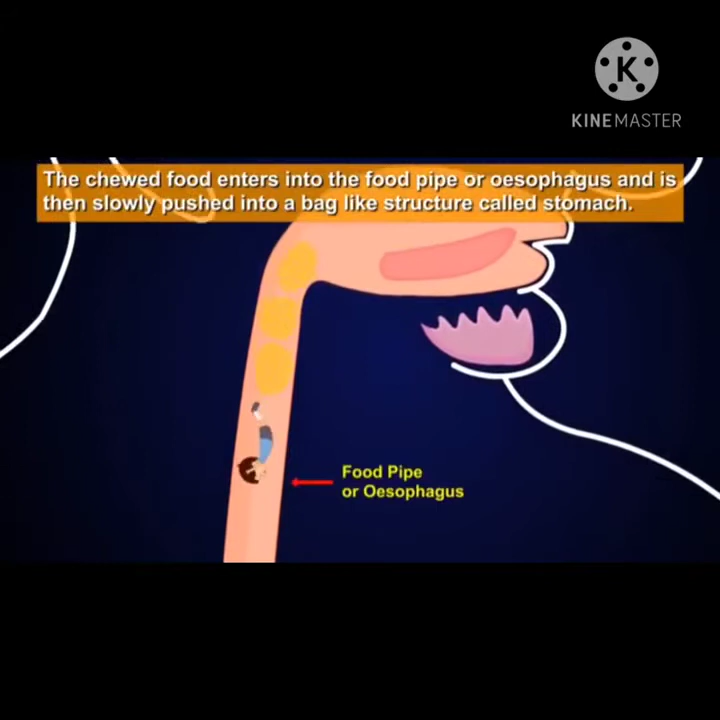 K
KINEMASTER
The chewed food enters into the food pipe or oesophagus and is
then slowly pushed into a bag like structure called stomach.
Food Pipe
or Oesophagus